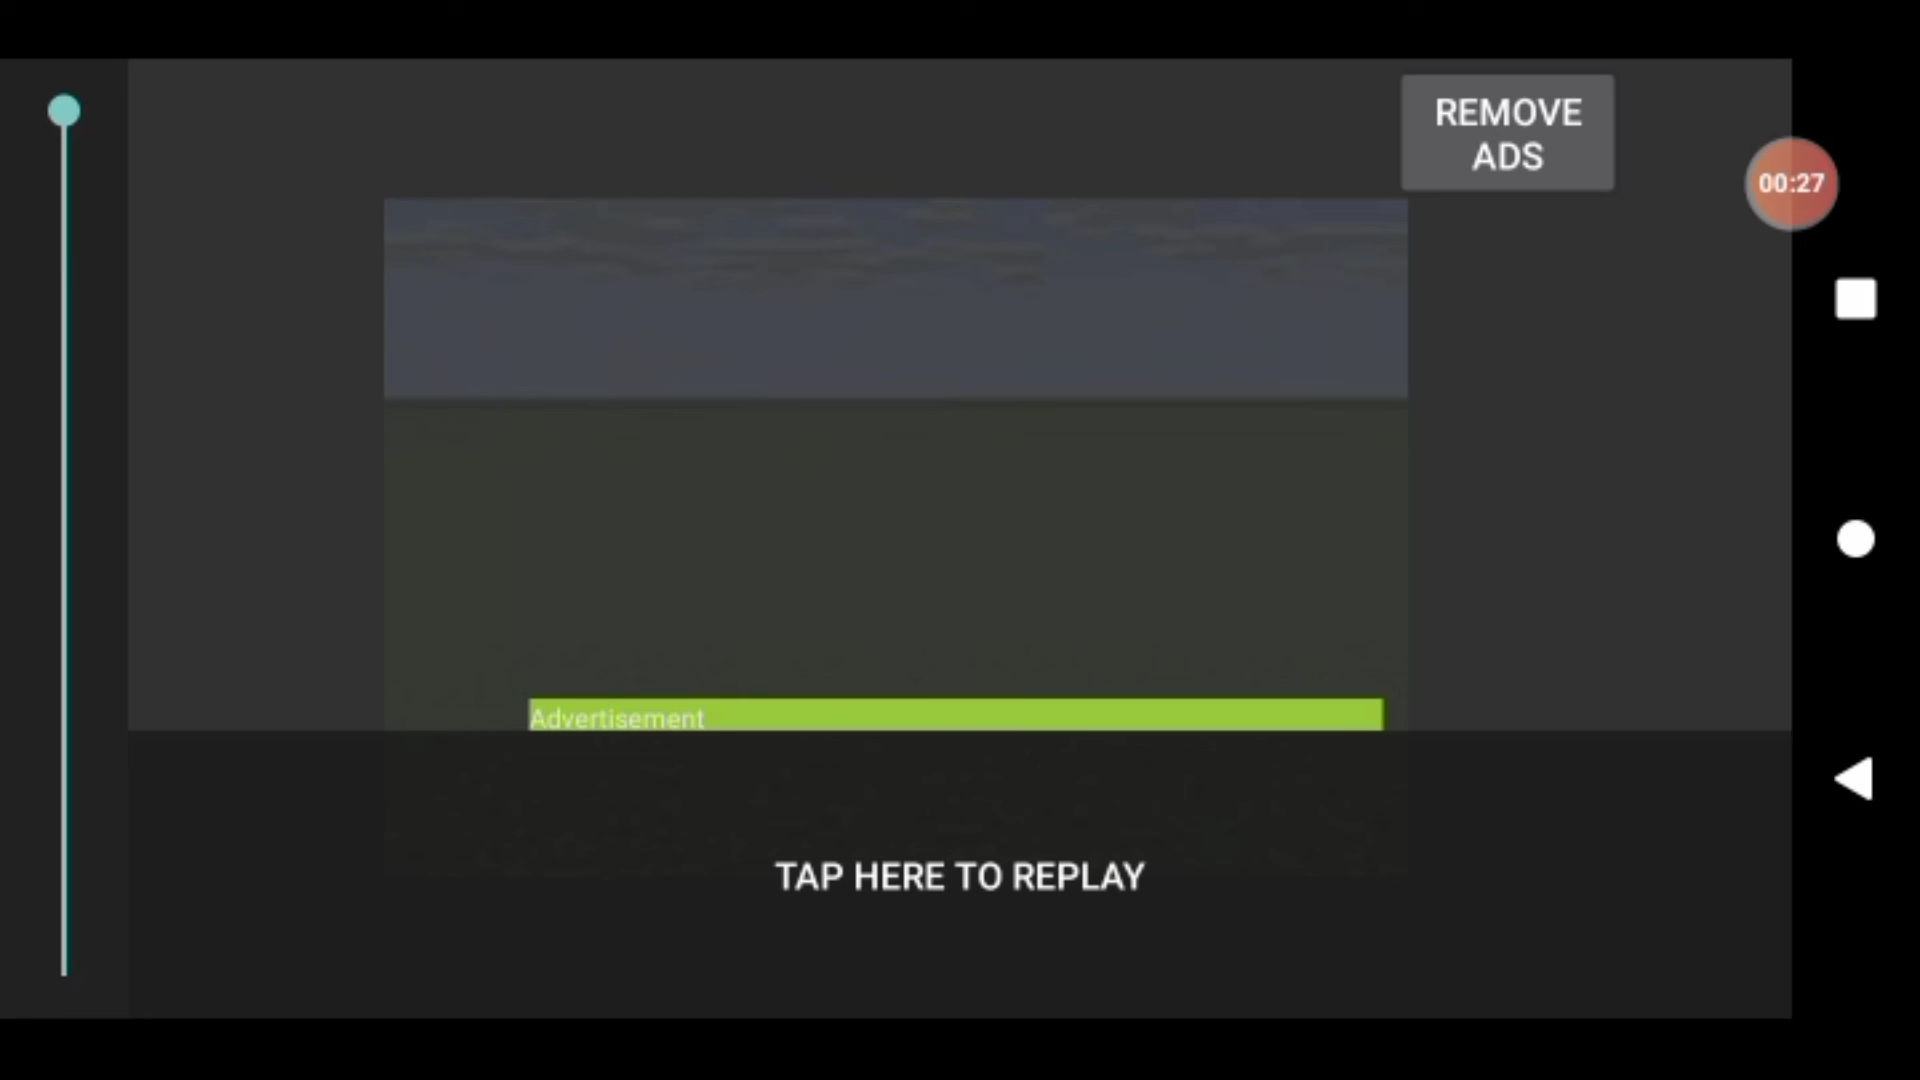 REMOVE
ADS
00:27
Advertisement
TAP HERE TO REPLAY